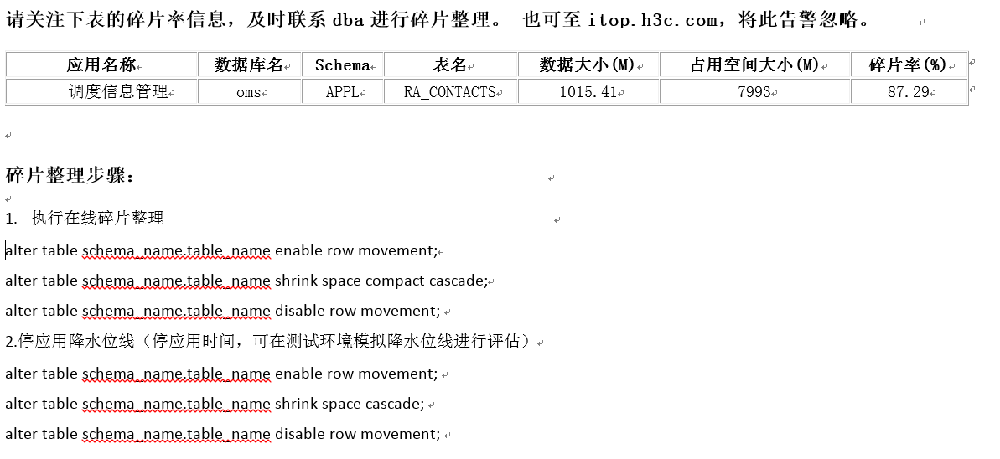 请关注下表的碎片率信息，及时联系 dba 进行碎片整理。 也可至 itop.h3c.com，将此告警忽略。
应用名称 数据库名 Schema 表名 数据大小(M) 占用空间大小(M) 碎片率(%)
调度信息管理 oms APPL RA_CONTACTS 1015.41 7993 87.29
碎片整理步骤：
1. 执行在线碎片整理
alter table schema_name.table_name enable row movement;
alter table schema_name.table_name shrink space compact cascade;
alter table schema_name.table_name disable row movement;
2.停应用降水位线（停应用时间，可在测试环境模拟降水位线进行评估）
alter table schema_name.table_name enable row movement;
alter table schema_name.table_name shrink space cascade;
alter table schema_name.table_name disable row movement;